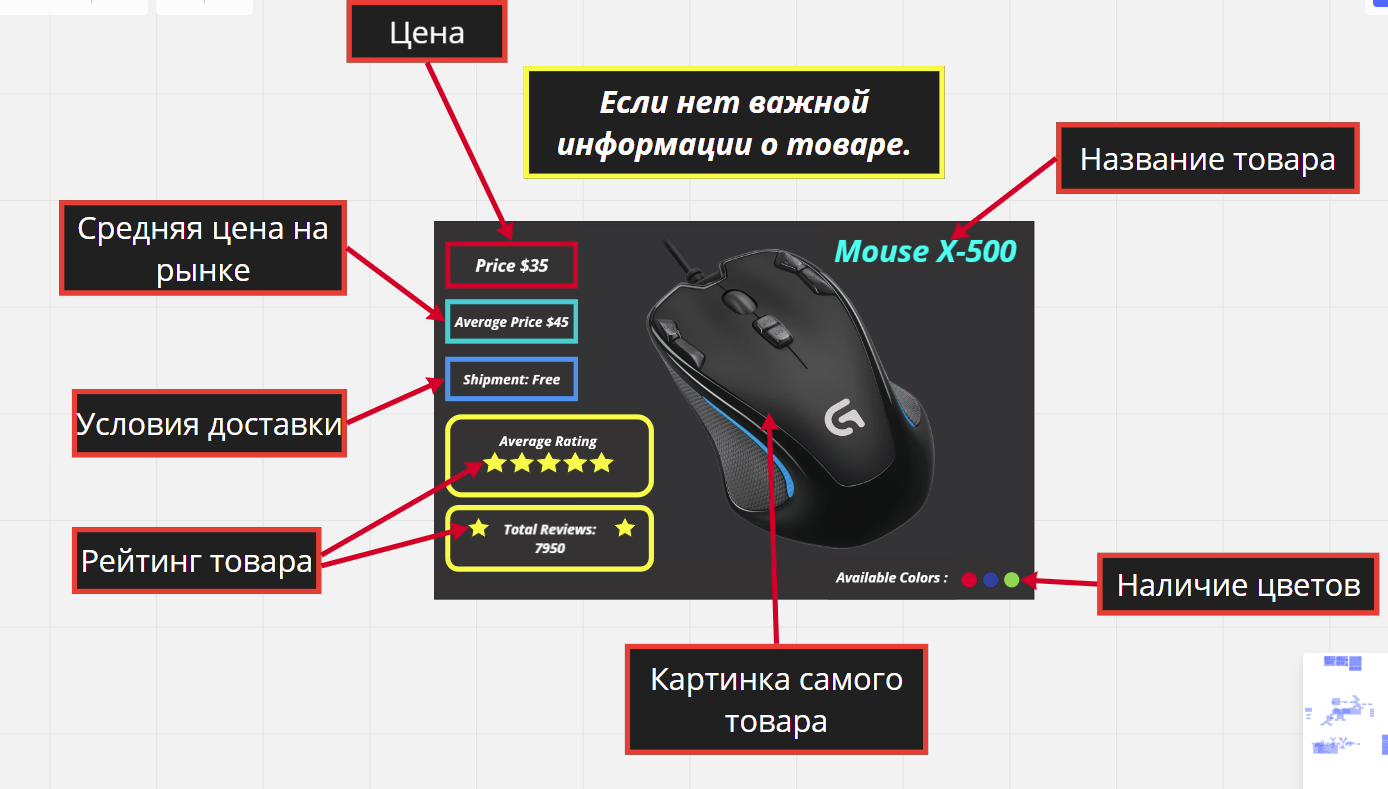 Цена
Если нет важной
информации о товаре.
Название товара
Средняя цена на
рынке
Mouse X-500
Price $35
Average Price $45
Shipment: Free
Условия доставки
Average Rating
Total Reviews:
7950
Рейтинг товара
Available Colors :
Наличие цветов
Картинка самого
товара